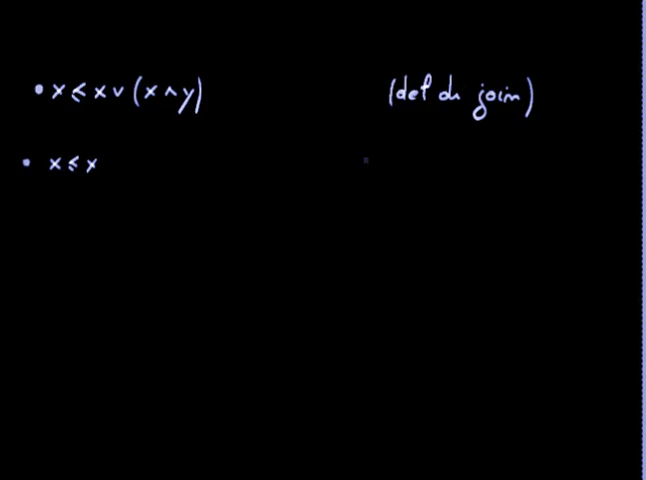 • x ≤ x ∨ (x ∧ y) (def du join)
• x ≤ x